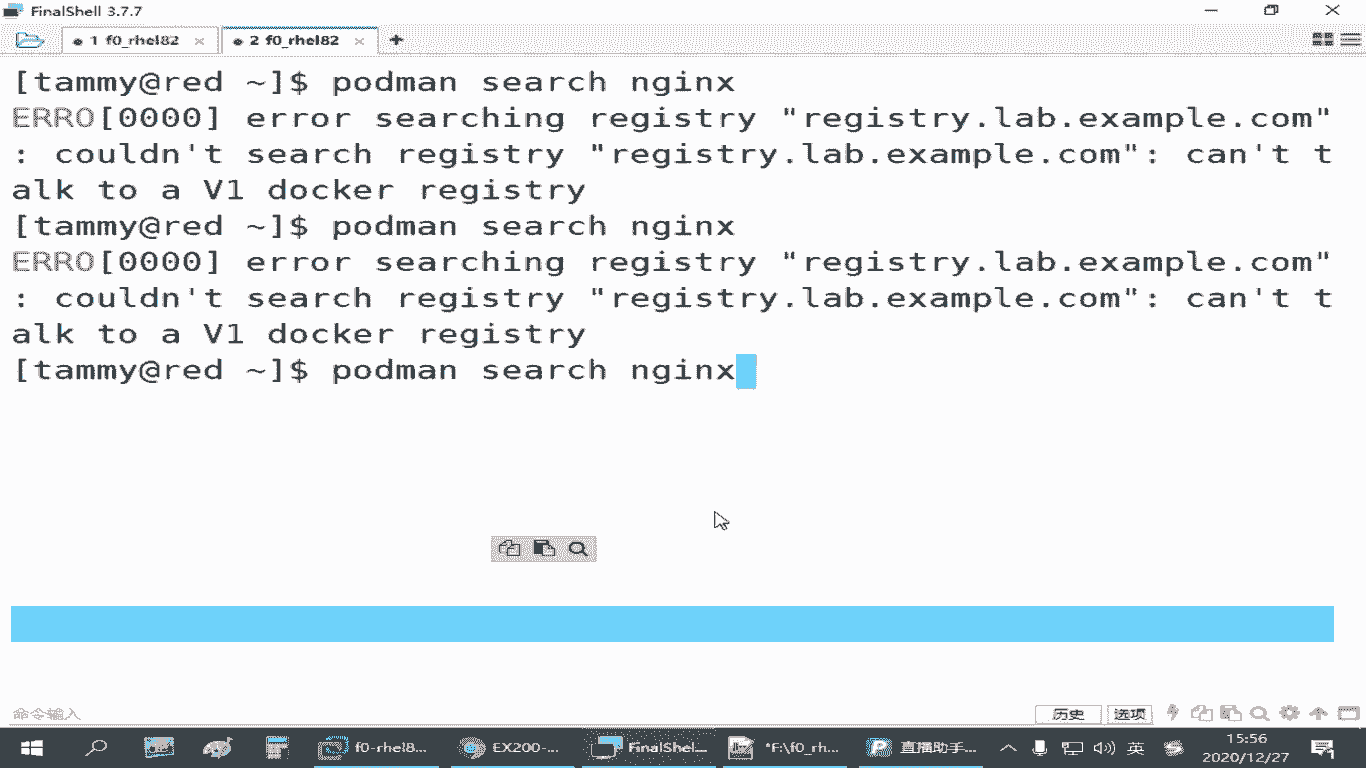 FinalShell 3.7.7
1 f0_rhel82 × 2 f0_rhel82 × +
[tammy@red ~]$ podman search nginx
ERRO[0000] error searching registry "registry.lab.example.com"
: couldn't search registry "registry.lab.example.com": can't t
alk to a V1 docker registry
[tammy@red ~]$ podman search nginx
ERRO[0000] error searching registry "registry.lab.example.com"
: couldn't search registry "registry.lab.example.com": can't t
alk to a V1 docker registry
[tammy@red ~]$ podman search nginx
命令输入 历史 选项
f0-rhel8... EX200-... FinalShel... *F:\f0_rh... 直播助手... 英 15:56
2020/12/27